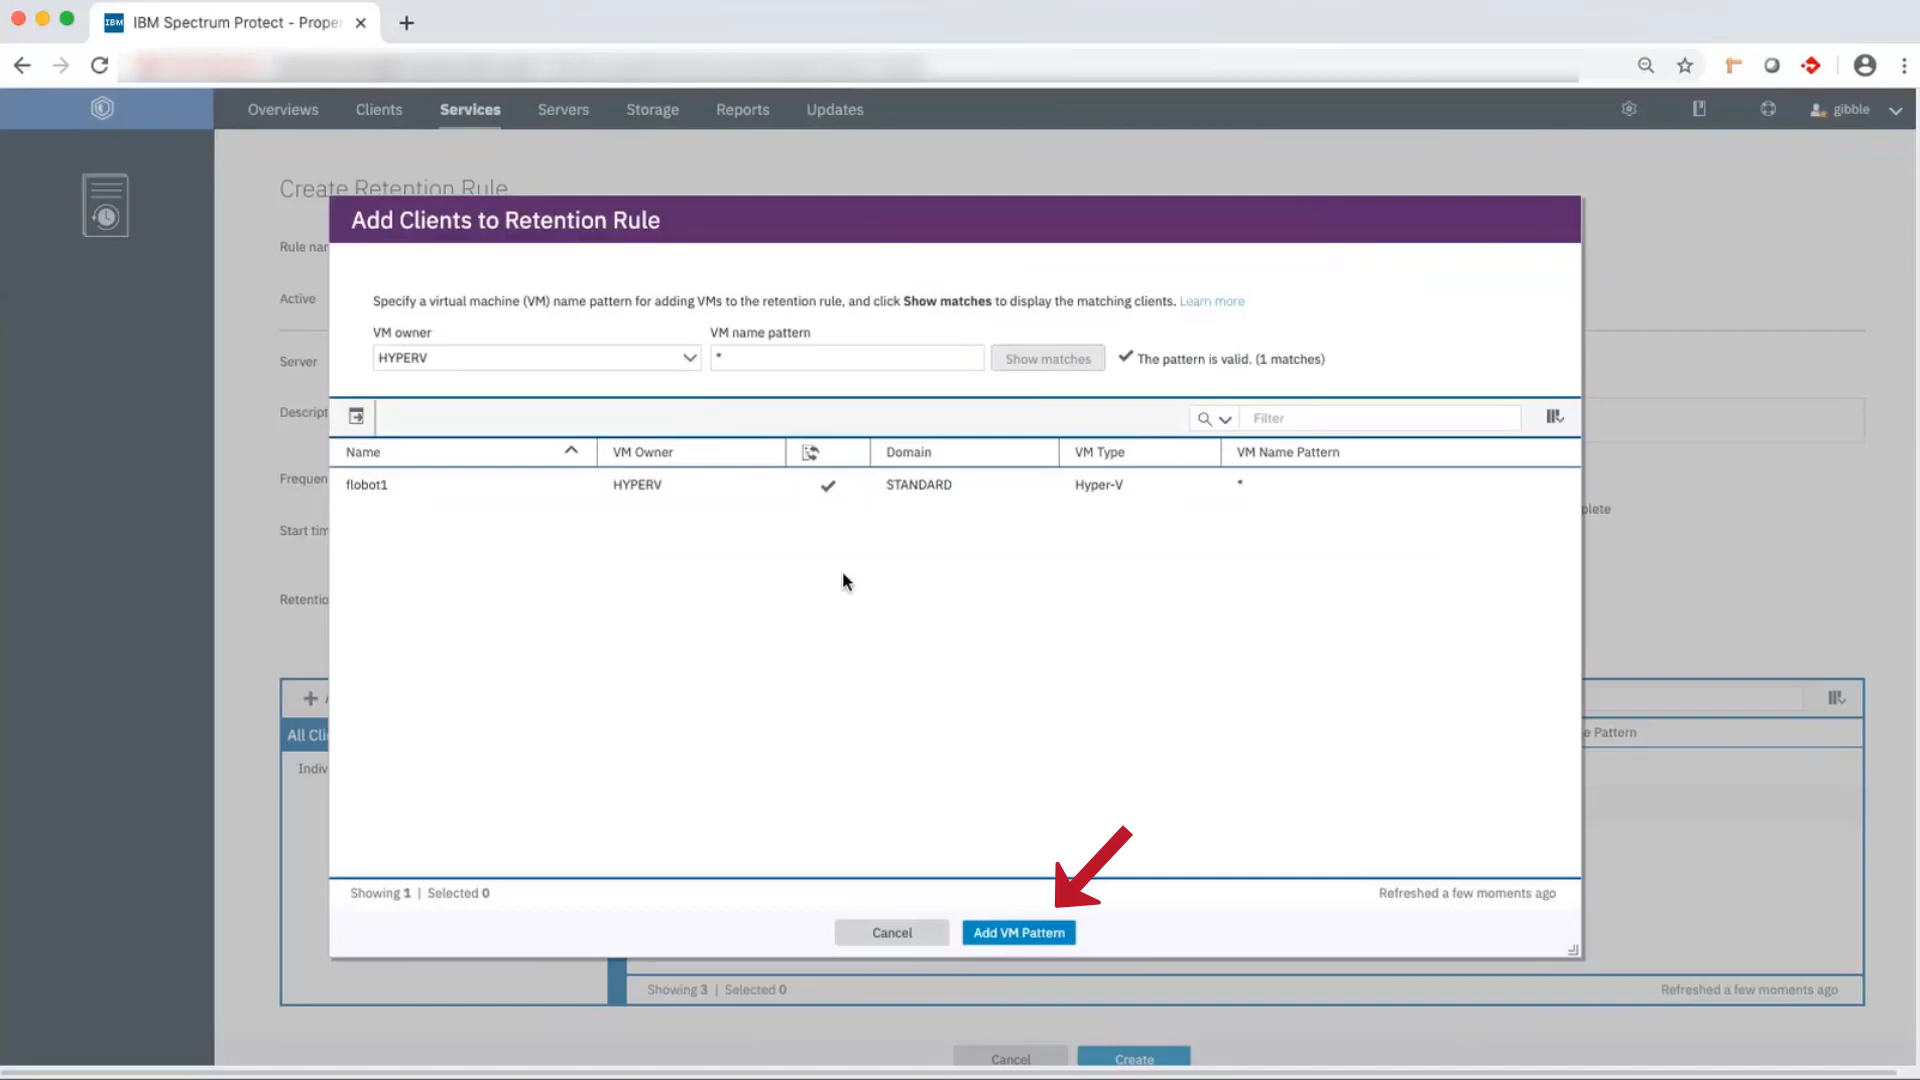 IBM IBM Spectrum Protect - Prope
Overviews Clients Services Servers Storage Reports Updates gibble
Create Retention Rule
Add Clients to Retention Rule
Rule nar
Active
Server
Descript
Frequen
Start tim
Retentio
Specify a virtual machine (VM) name pattern for adding VMs to the retention rule, and click Show matches to display the matching clients. Learn more
VM owner VM name pattern
HYPERV * Show matches The pattern is valid. (1 matches)
Filter
Name VM Owner Domain VM Type VM Name Pattern
flobot1 HYPERV STANDARD Hyper-V *
plete
All Cli
e Pattern
Indiv
Showing 1 | Selected 0 Refreshed a few moments ago
Cancel Add VM Pattern
Showing 3 | Selected 0 Refreshed a few moments ago
Cancel Create